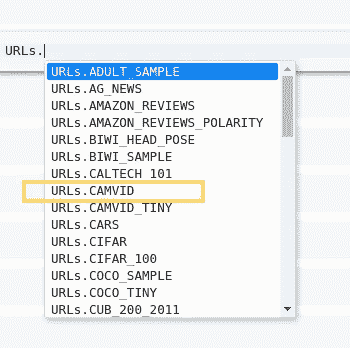 URLs.
URLs.ADULT_SAMPLE
URLs.AG_NEWS
URLs.AMAZON_REVIEWS
URLs.AMAZON_REVIEWS_POLARITY
URLs.BIWI_HEAD_POSE
URLs.BIWI_SAMPLE
URLs.CALTECH_101
URLs.CAMVID
URLs.CAMVID_TINY
URLs.CARS
URLs.CIFAR
URLs.CIFAR_100
URLs.COCO_SAMPLE
URLs.COCO_TINY
URLs.CUB_200_2011